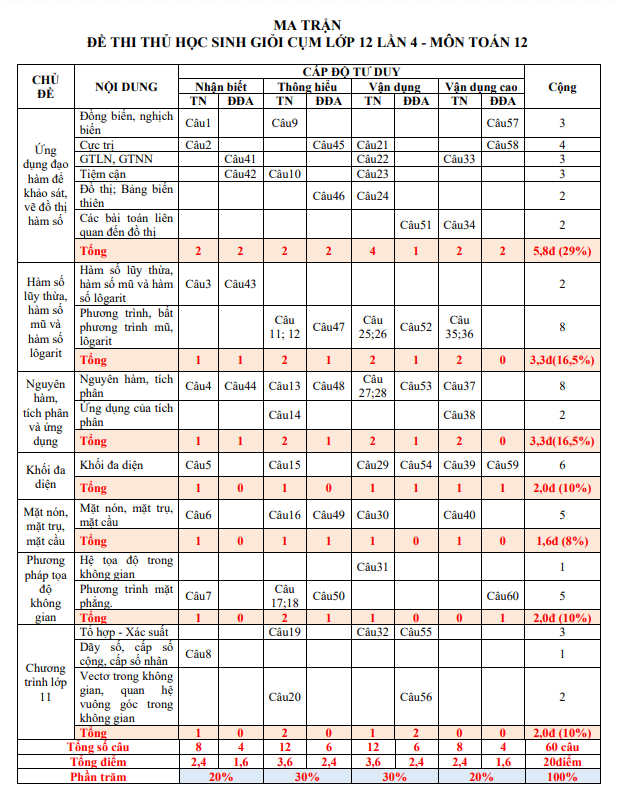 MA TRẬN
ĐỀ THI THỬ HỌC SINH GIỎI CỤM LỚP 12 LẦN 4 - MÔN TOÁN 12
CHỦ ĐỀ NỘI DUNG CẤP ĐỘ TƯ DUY Cộng
Nhận biết Thông hiểu Vận dụng Vận dụng cao
TN ĐĐA TN ĐĐA TN ĐĐA TN ĐĐA
Ứng dụng đạo hàm để khảo sát, vẽ đồ thị hàm số
Đồng biến, nghịch biến Câu1 Câu9 Câu57 3
Cực trị Câu2 Câu45 Câu21 Câu58 4
GTLN, GTNN Câu41 Câu22 Câu33 3
Tiệm cận Câu42 Câu10 Câu23 3
Đồ thị; Bảng biến thiên Câu46 Câu24 2
Các bài toán liên quan đến đồ thị Câu51 Câu34 2
Tổng 2 2 2 2 4 1 2 2 5,8đ (29%)
Hàm số lũy thừa, hàm số mũ và hàm số lôgarit
Hàm số lũy thừa, hàm số mũ và hàm số lôgarit Câu3 Câu43 2
Phương trình, bất phương trình mũ, lôgarit Câu 11; 12 Câu47 Câu 25;26 Câu52 Câu 35;36 8
Tổng 1 1 2 1 2 1 2 0 3,3đ(16,5%)
Nguyên hàm, tích phân và ứng dụng
Nguyên hàm, tích phân Câu4 Câu44 Câu13 Câu48 Câu 27;28 Câu53 Câu37 8
Ứng dụng của tích phân Câu14 Câu38 2
Tổng 1 1 2 1 2 1 2 0 3,3đ(16,5%)
Khối đa diện
Khối đa diện Câu5 Câu15 Câu29 Câu54 Câu39 Câu59 6
Tổng 1 0 1 0 1 1 1 1 2,0đ (10%)
Mặt nón, mặt trụ, mặt cầu
Mặt nón, mặt trụ, mặt cầu Câu6 Câu16 Câu49 Câu30 Câu40 5
Tổng 1 0 1 1 1 0 1 0 1,6đ (8%)
Phương pháp tọa độ không gian
Hệ tọa độ trong không gian Câu31 1
Phương trình mặt phẳng. Câu7 Câu 17;18 Câu50 Câu60 5
Tổng 1 0 2 1 1 0 0 1 2,0đ (10%)
Chương trình lớp 11
Tổ hợp - Xác suất Câu19 Câu32 Câu55 3
Dãy số, cấp số cộng, cấp số nhân Câu8 1
Vectơ trong không gian, quan hệ vuông góc trong không gian Câu20 Câu56 2
Tổng 1 0 2 0 1 2 0 0 2,0đ (10%)
Tổng số câu 8 4 12 6 12 6 8 4 60 câu
Tổng điểm 2,4 1,6 3,6 2,4 3,6 2,4 2,4 1,6 20điểm
Phần trăm 20% 30% 30% 20% 100%